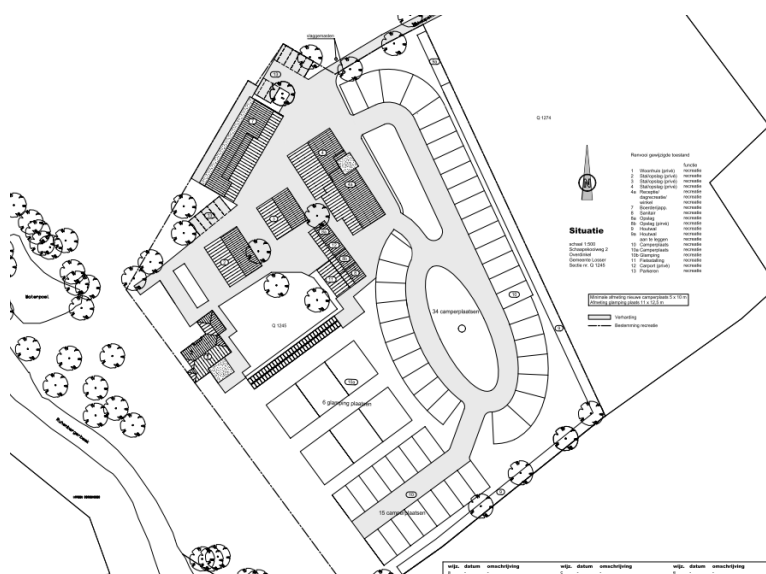 vlaggemasten
Q 1274
Renvooi gewijzigde toestand
functie
1 Woonhuis (privé) recreatie
2 Stal/opslag (privé) recreatie
3 Stal/opslag (privé) recreatie
4 Stal/opslag (privé) recreatie
4a Receptie/ recreatie
dagrecreatie/ recreatie
winkel recreatie
7 Boerderijapp. recreatie
8 Sanitair recreatie
8a Opslag recreatie
8b Opslag (privé) recreatie
9 Houtwal recreatie
9a Houtwal recreatie
aan te leggen recreatie
10 Camperplaats recreatie
10a Camperplaats recreatie
10b Glamping recreatie
11 Fietsstalling recreatie
12 Carport (privé) recreatie
13 Parkeren recreatie
Situatie
schaal 1:500
Overdinkel
Gemeente Losser
Sectie nr. G 1245
Minimale afmeting nieuwe camperplaats 5 x 10 m
Afmeting glamping plaats 11 x 12,5 m
Verharding
Bestemming recreatie
34 camperplaatsen
Q 1245
6 glamping plaatsen
15 camperplaatsen
wijz. datum omschrijving
wijz. datum omschrijving
wijz. datum omschrijving